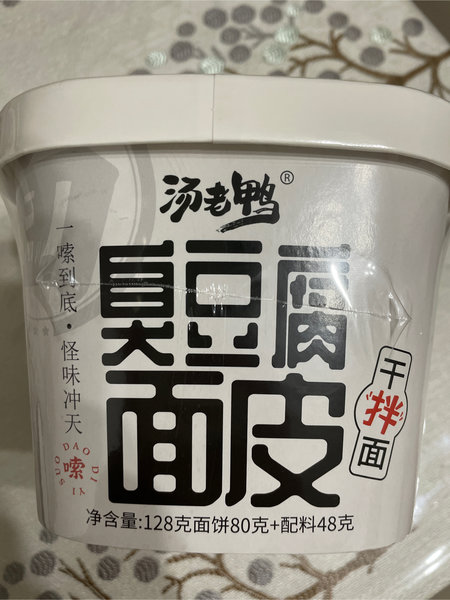 汤老鸭®
一嗦到底·怪味冲天
臭豆腐
面皮
干拌面
嗦
YI SUO DAO DI
净含量:128克面饼80克+配料48克